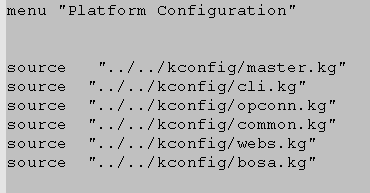 menu "Platform Configuration"
source   "../../kconfig/master.kg"
source  "../../kconfig/cli.kg"
source  "../../kconfig/opconn.kg"
source  "../../kconfig/common.kg"
source  "../../kconfig/webs.kg"
source  "../../kconfig/bosa.kg"